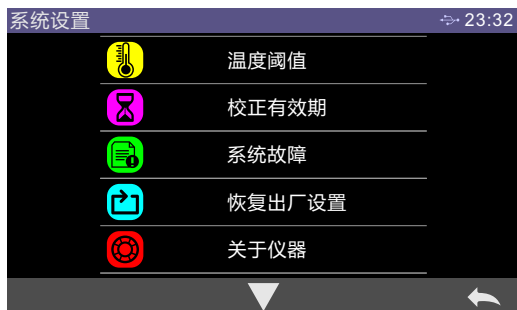 系统设置 23:32
温度阈值
校正有效期
系统故障
恢复出厂设置
关于仪器